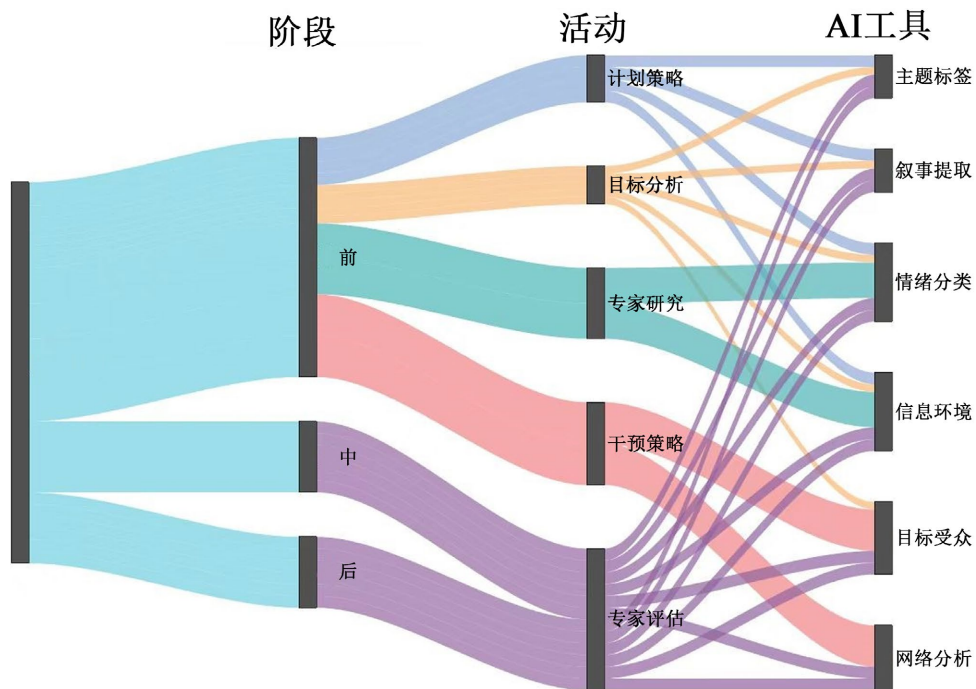 阶段
活动
AI工具
计划策略
主题标签
叙事提取
目标分析
前
情绪分类
专家研究
信息环境
干预策略
中
目标受众
后
专家评估
网络分析